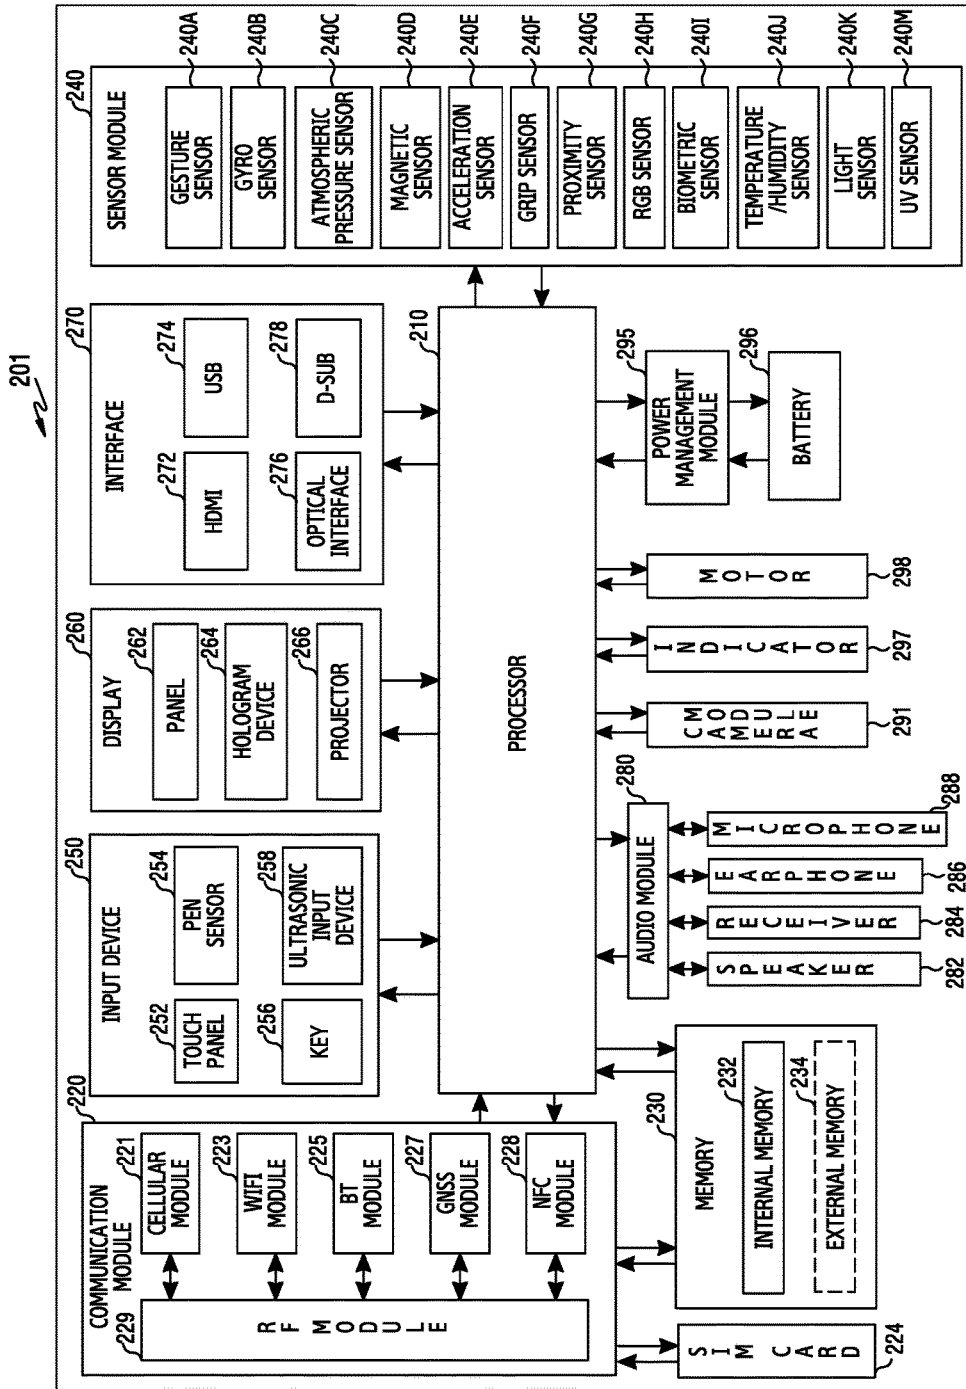 201
COMMUNICATION
MODULE
220
229
RF MODULE
221
CELLULAR
MODULE
223
WIFI
MODULE
225
BT
MODULE
227
GNSS
MODULE
228
NFC
MODULE
SIM CARD
224
INPUT DEVICE
250
252
TOUCH
PANEL
254
PEN
SENSOR
256
KEY
258
ULTRASONIC
INPUT
DEVICE
DISPLAY
260
262
PANEL
264
HOLOGRAM
DEVICE
266
PROJECTOR
INTERFACE
270
272
HDMI
274
USB
276
OPTICAL
INTERFACE
278
D-SUB
SENSOR MODULE
240
GESTURE
SENSOR
240A
GYRO
SENSOR
240B
ATMOSPHERIC
PRESSURE SENSOR
240C
MAGNETIC
SENSOR
240D
ACCELERATION
SENSOR
240E
GRIP SENSOR
240F
PROXIMITY
SENSOR
240G
RGB SENSOR
240H
BIOMETRIC
SENSOR
240I
TEMPERATURE
/HUMIDITY
SENSOR
240J
LIGHT
SENSOR
240K
UV SENSOR
240M
PROCESSOR
210
MEMORY
230
232
INTERNAL MEMORY
234
EXTERNAL MEMORY
AUDIO MODULE
280
SPEAKER
282
RECEIVER
284
EARPHONE
286
MICROPHONE
288
CAMERA
MODULE
291
INDICATOR
297
MOTOR
298
POWER
MANAGEMENT
MODULE
295
BATTERY
296